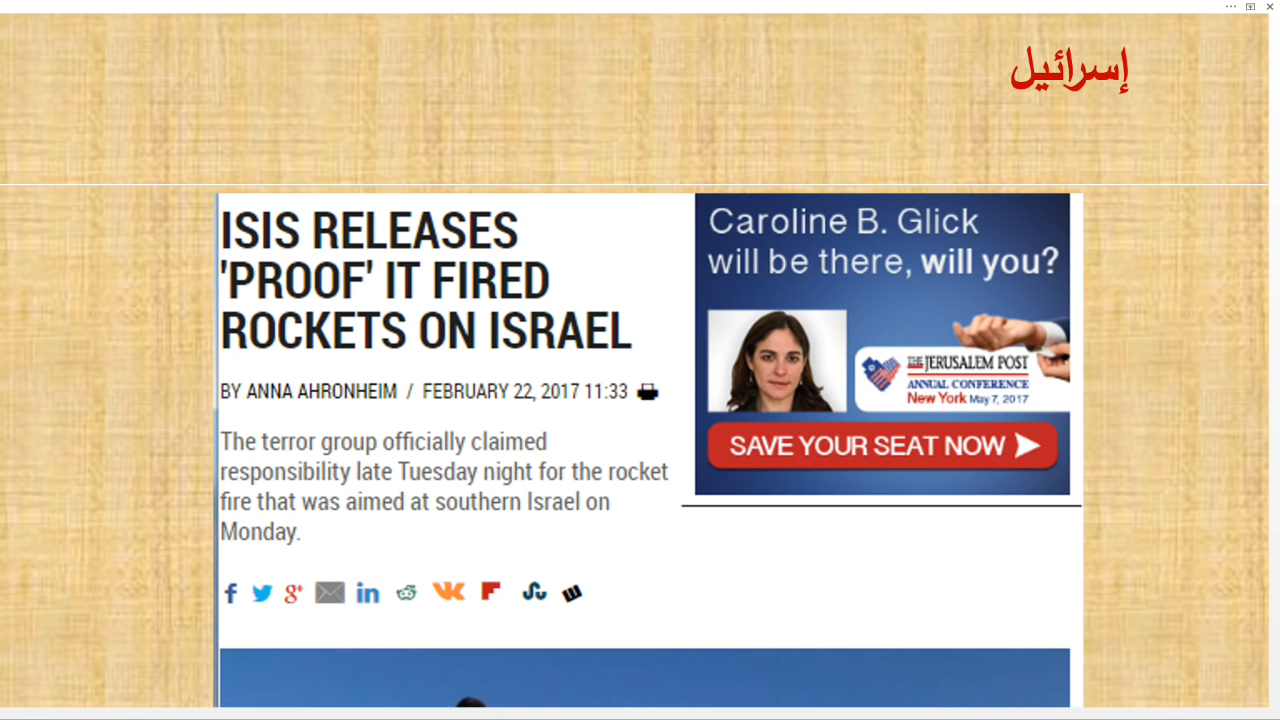 إسرائيل
ISIS RELEASES
'PROOF' IT FIRED
ROCKETS ON ISRAEL
BY ANNA AHRONHEIM / FEBRUARY 22, 2017 11:33
The terror group officially claimed
responsibility late Tuesday night for the rocket
fire that was aimed at southern Israel on
Monday.
Caroline B. Glick
will be there, will you?
THE JERUSALEM POST
ANNUAL CONFERENCE
New York May 7, 2017
SAVE YOUR SEAT NOW